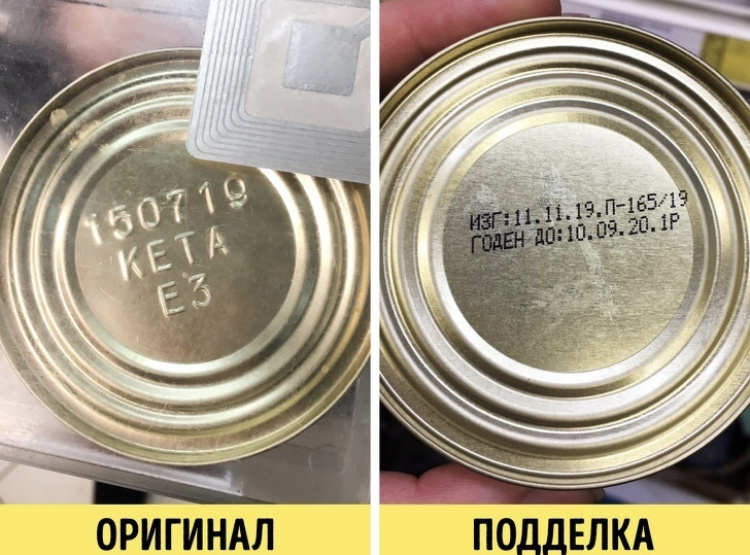 150719
КЕТА
Е3
ИЗГ:11.11.19.П-165/19
ГОДЕН ДО:10.09.20.1Р
ОРИГИНАЛ
ПОДДЕЛКА